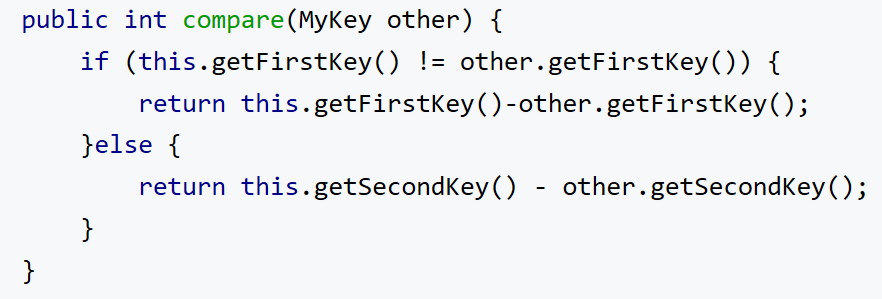 public int compare(MyKey other) {
    if (this.getFirstKey() != other.getFirstKey()) {
        return this.getFirstKey()-other.getFirstKey();
    }else {
        return this.getSecondKey() - other.getSecondKey();
    }
}